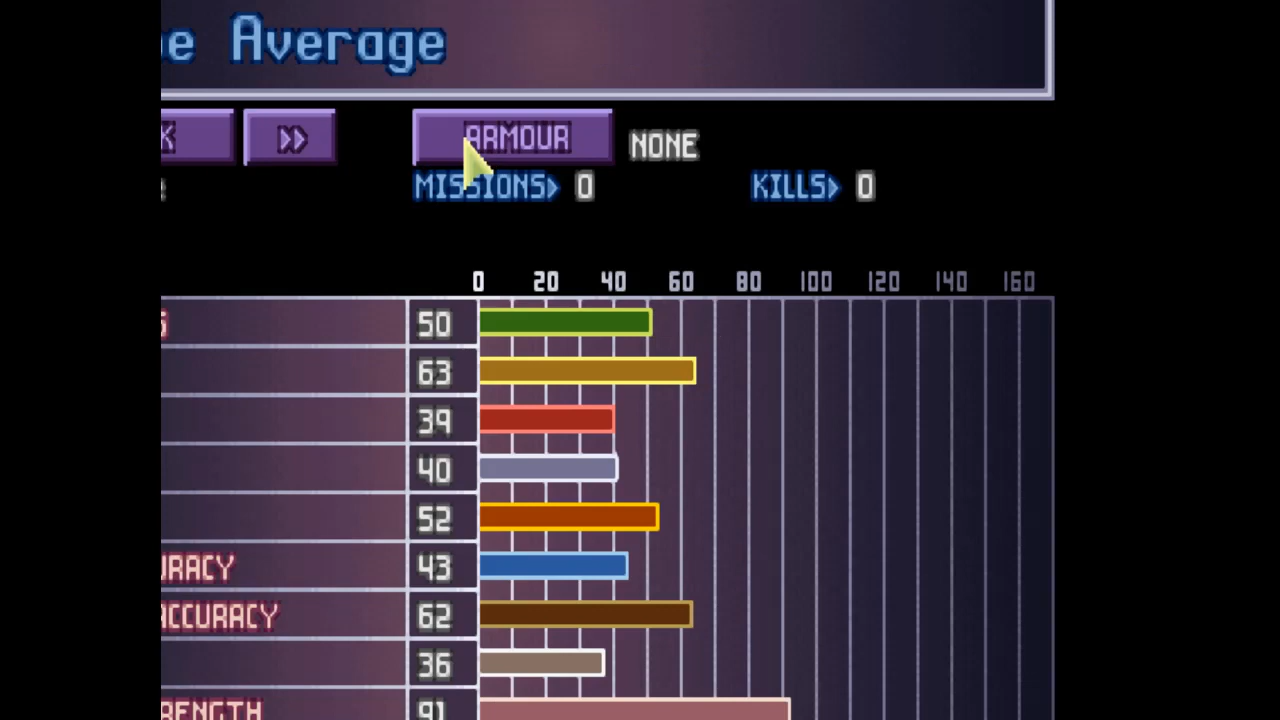 e Average
K >> ARMOUR NONE
MISSIONS> 0 KILLS> 0
0 20 40 60 80 100 120 140 160
S 50
63
39
40
52
URACY 43
ACCURACY 62
36
RENGTH 91